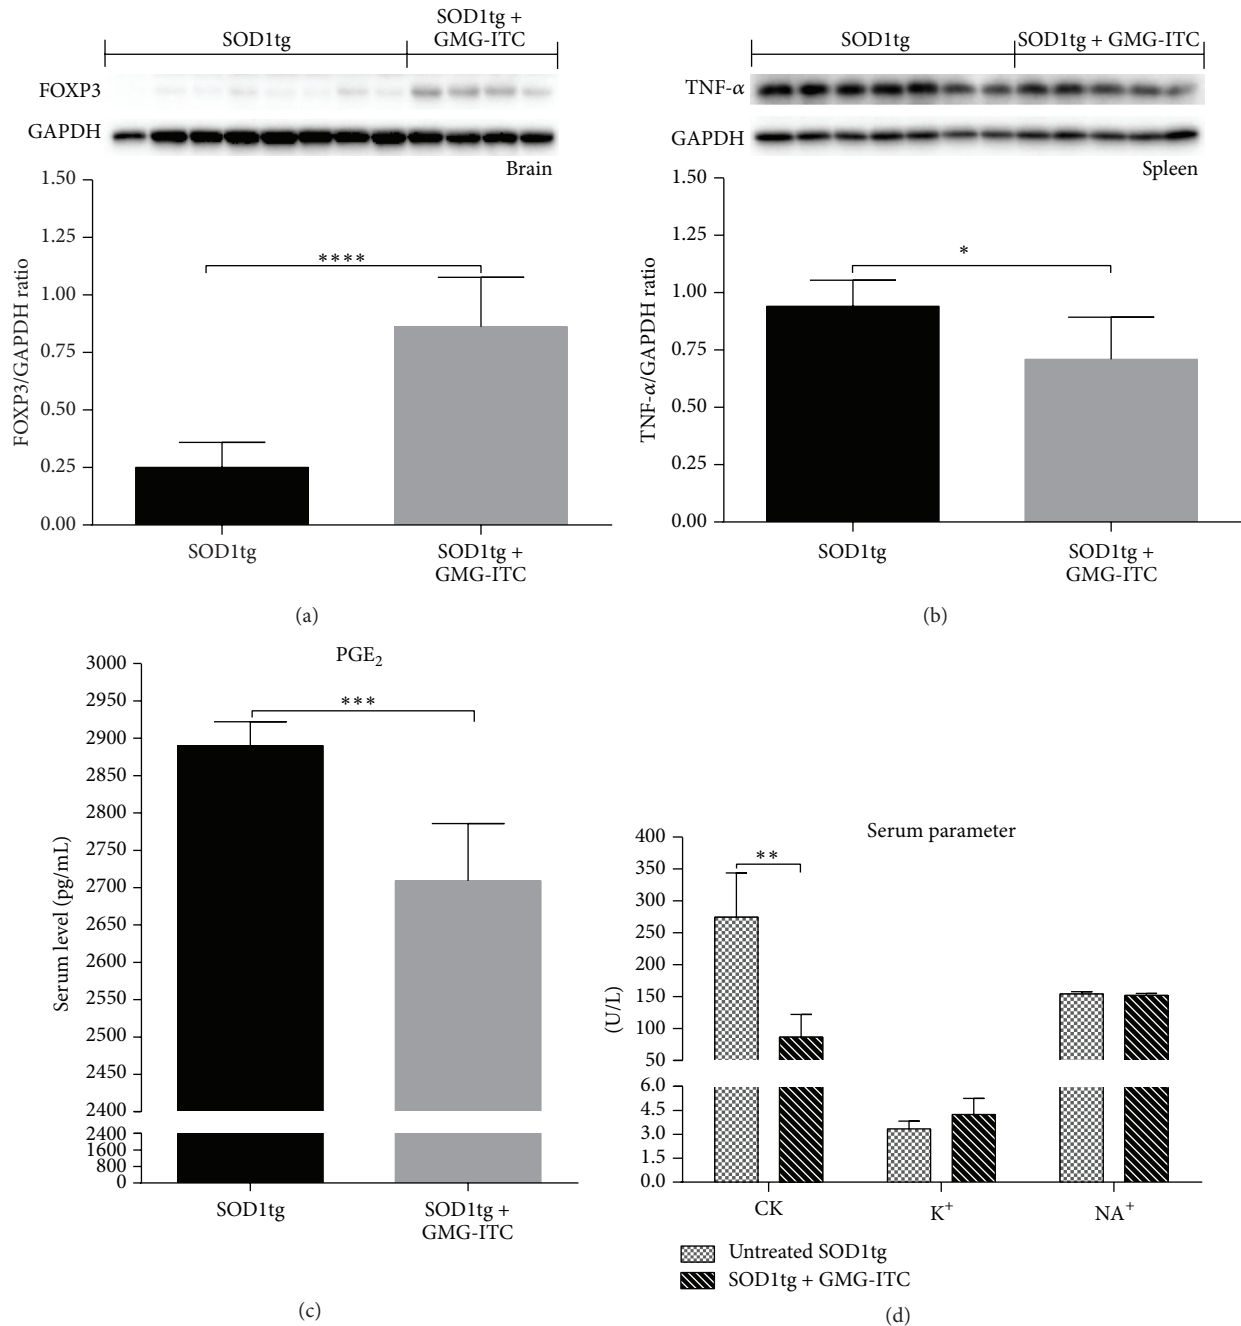 SOD1tg
SOD1tg +
GMG-ITC
FOXP3
GAPDH
Brain
1.50
1.25
1.00
0.75
0.50
0.25
0.00
FOXP3/GAPDH ratio
****
SOD1tg
SOD1tg +
GMG-ITC
(a)
SOD1tg
SOD1tg + GMG-ITC
TNF-α
GAPDH
Spleen
1.50
1.25
1.00
0.75
0.50
0.25
0.00
TNF-α/GAPDH ratio
*
SOD1tg
SOD1tg +
GMG-ITC
(b)
PGE₂
3000
2950
2900
2850
2800
2750
2700
2650
2600
2550
2500
2450
2400
2400
1600
800
0
Serum level (pg/mL)
***
SOD1tg
SOD1tg +
GMG-ITC
(c)
Serum parameter
400
350
300
250
200
150
100
50
6.0
4.5
3.0
1.5
0.0
(U/L)
**
CK
K⁺
NA⁺
Untreated SOD1tg
SOD1tg + GMG-ITC
(d)